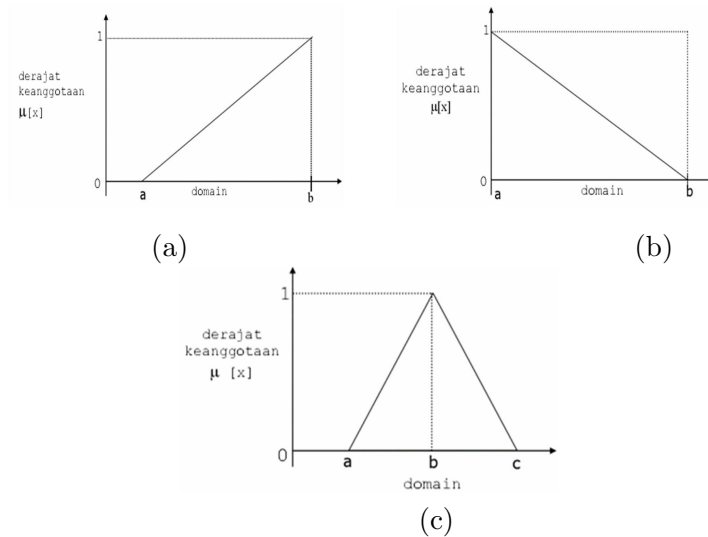 1
derajat
keanggotaan
μ[x]
0
a
domain
b
(a)
1
derajat
keanggotaan
μ[x]
0
a
domain
b
(b)
1
derajat
keanggotaan
μ [x]
0
a
b
c
domain
(c)